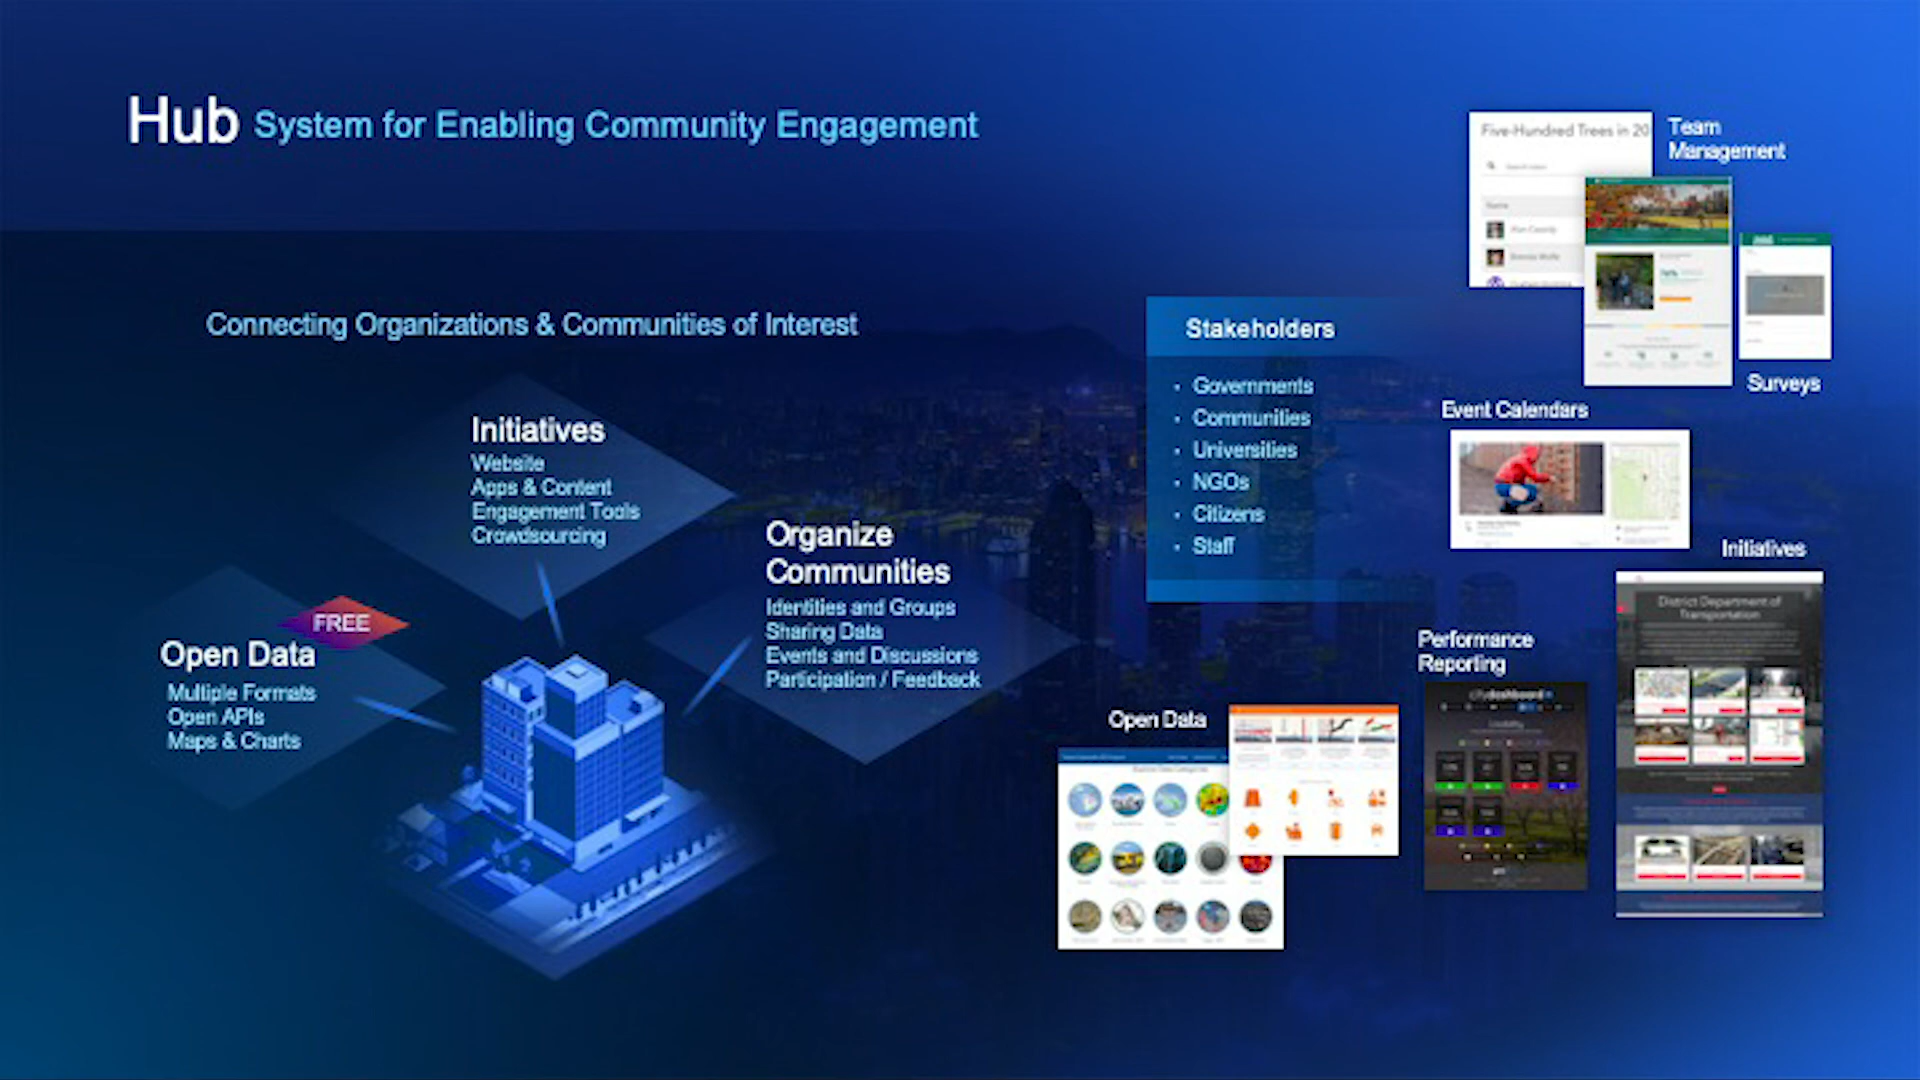 Hub System for Enabling Community Engagement
Connecting Organizations & Communities of Interest
Initiatives
Website
Apps & Content
Engagement Tools
Crowdsourcing
Organize
Communities
Identities and Groups
Sharing Data
Events and Discussions
Participation / Feedback
FREE
Open Data
Multiple Formats
Open APIs
Maps & Charts
Stakeholders
• Governments
• Communities
• Universities
• NGOs
• Citizens
• Staff
Five-Hundred Trees in 20
Name
Team
Management
Surveys
Event Calendars
Initiatives
District Department of
Transportation
Performance
Reporting
citydashboard
Open Data